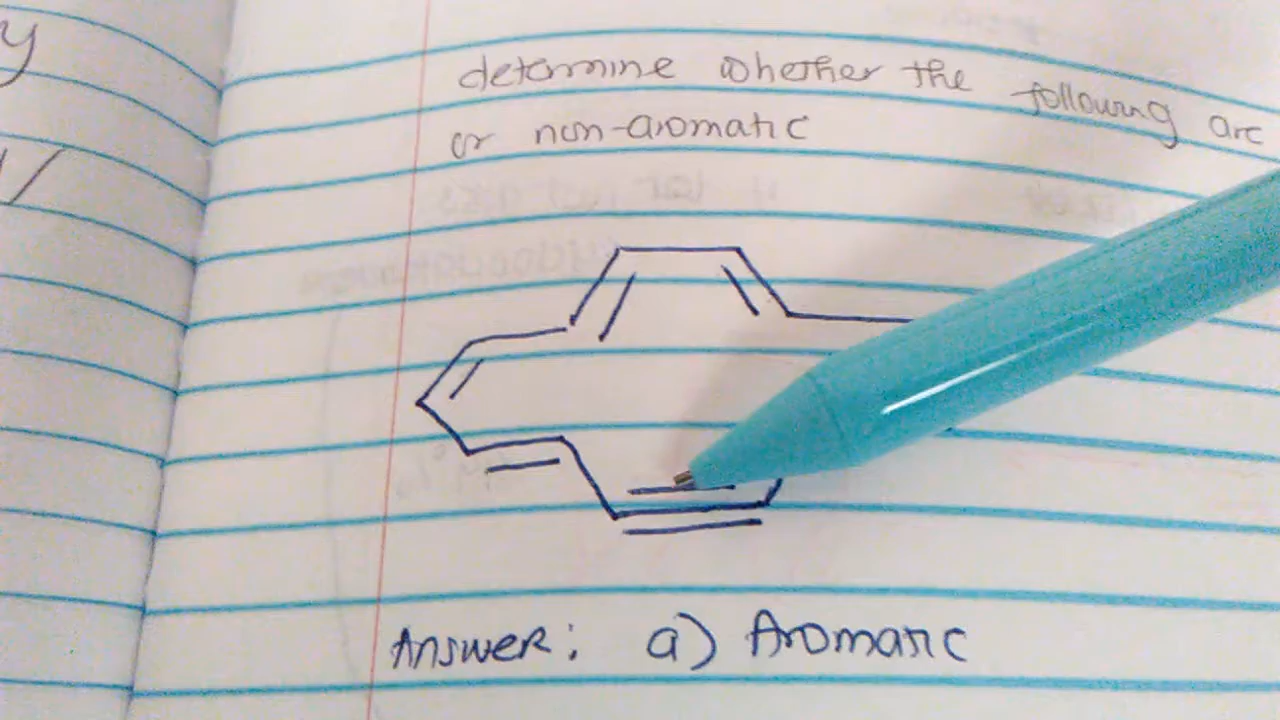 determine whether the following are
or non-aromatic
y
Answer: a) Aromatic